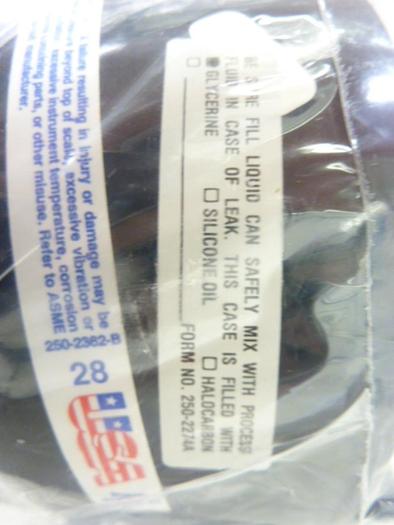 failure resulting in injury or damage may be
beyond top of scale, excessive vibration or
excessive instrument temperature, corrosion
parts, or other misuse. Refer to ASME
manufacturer.
250-2362-B
28
USA
BE SURE FILL LIQUID CAN SAFELY MIX WITH PROCESS
FLUID IN CASE OF LEAK. THIS CASE IS FILLED WITH
GLYCERINE SILICONE OIL HALOCARBON
FORM NO. 250-2274A